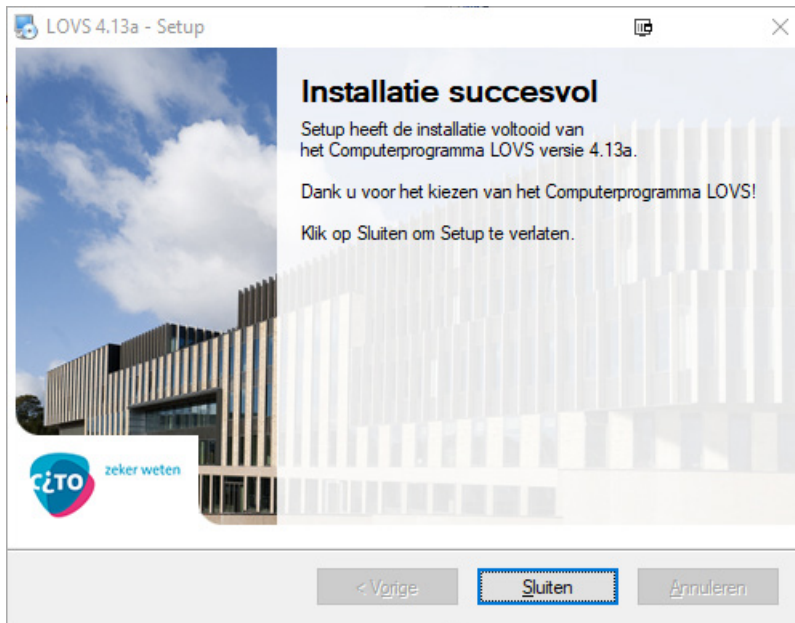 LOVS 4.13a - Setup
Installatie succesvol
Setup heeft de installatie voltooid van
het Computerprogramma LOVS versie 4.13a.
Dank u voor het kiezen van het Computerprogramma LOVS!
Klik op Sluiten om Setup te verlaten.
cito
zeker weten
< Vorige
Sluiten
Annuleren